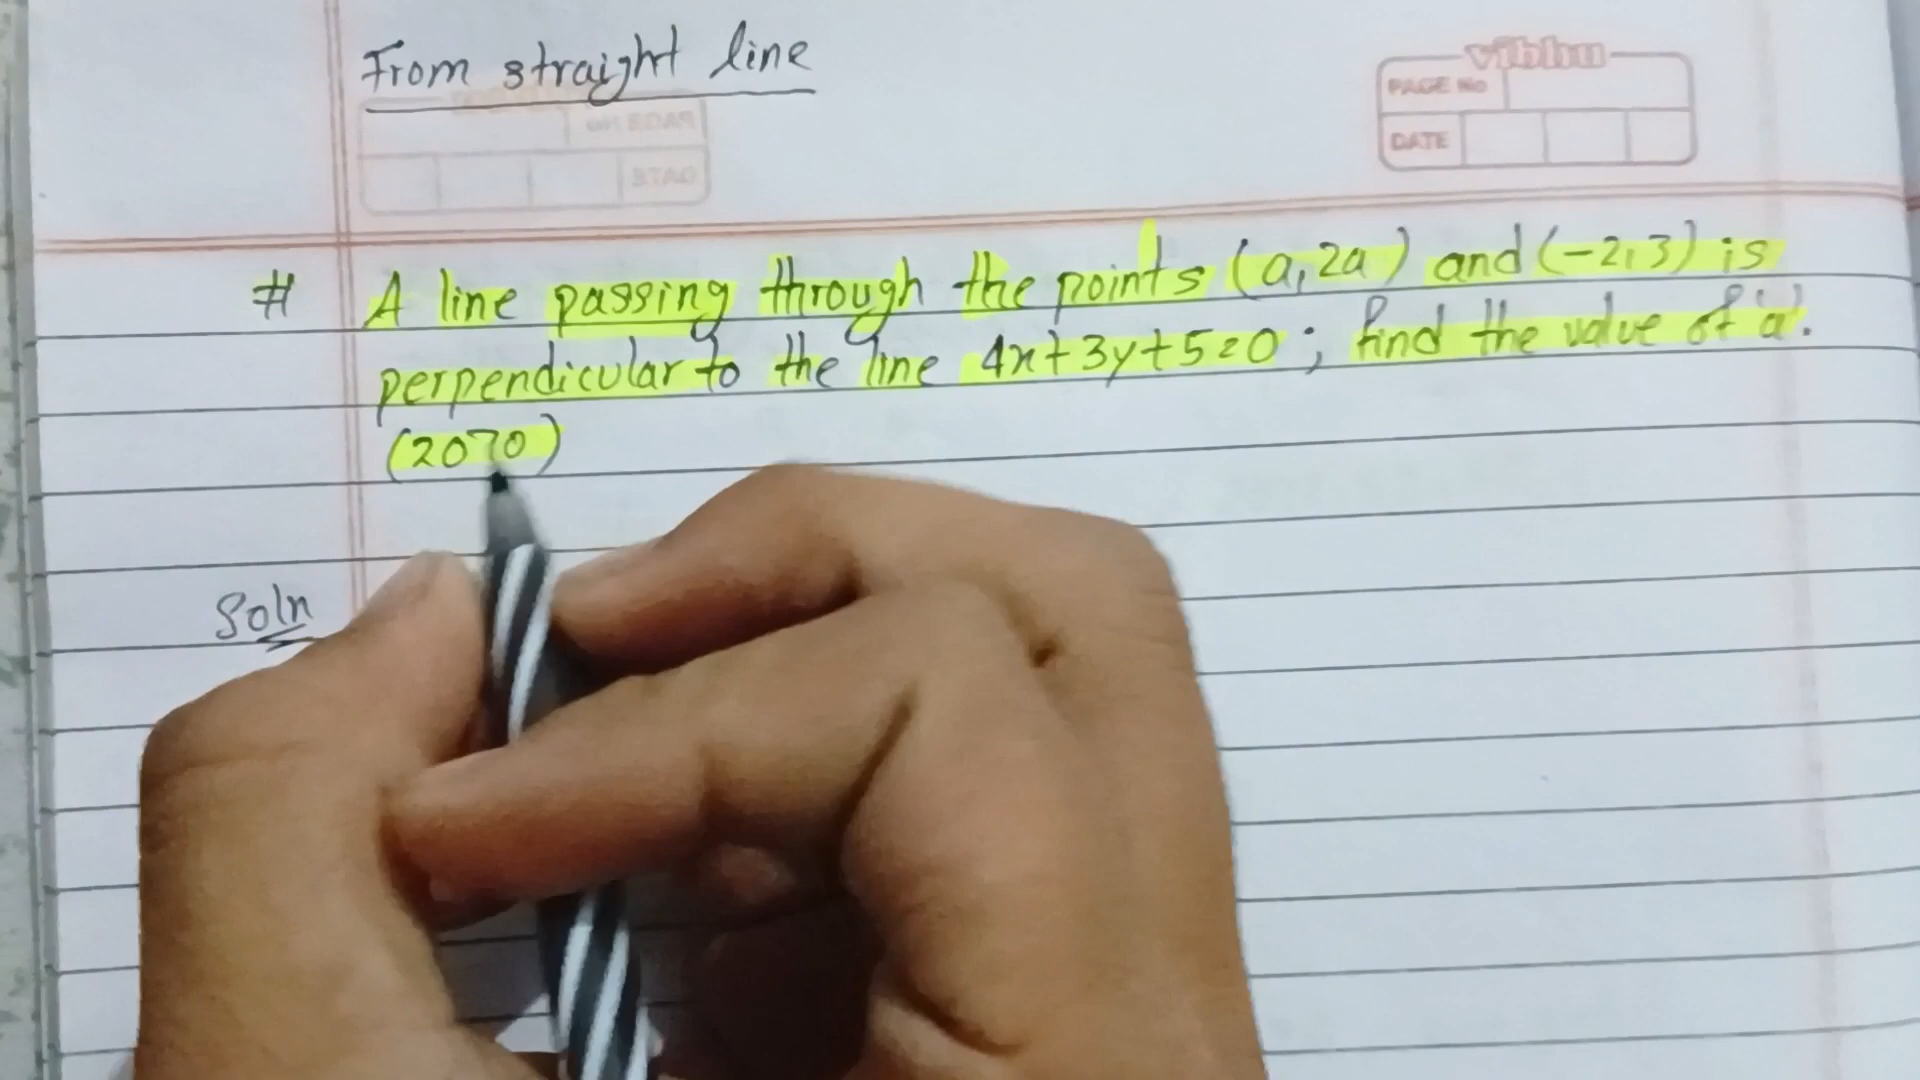 From straight line
vibhu
PAGE No
DATE
# A line passing through the points (a, 2a) and (-2, 3) is
perpendicular to the line 4x+3y+5=0; find the value of 'a'.
(2070)
Soln